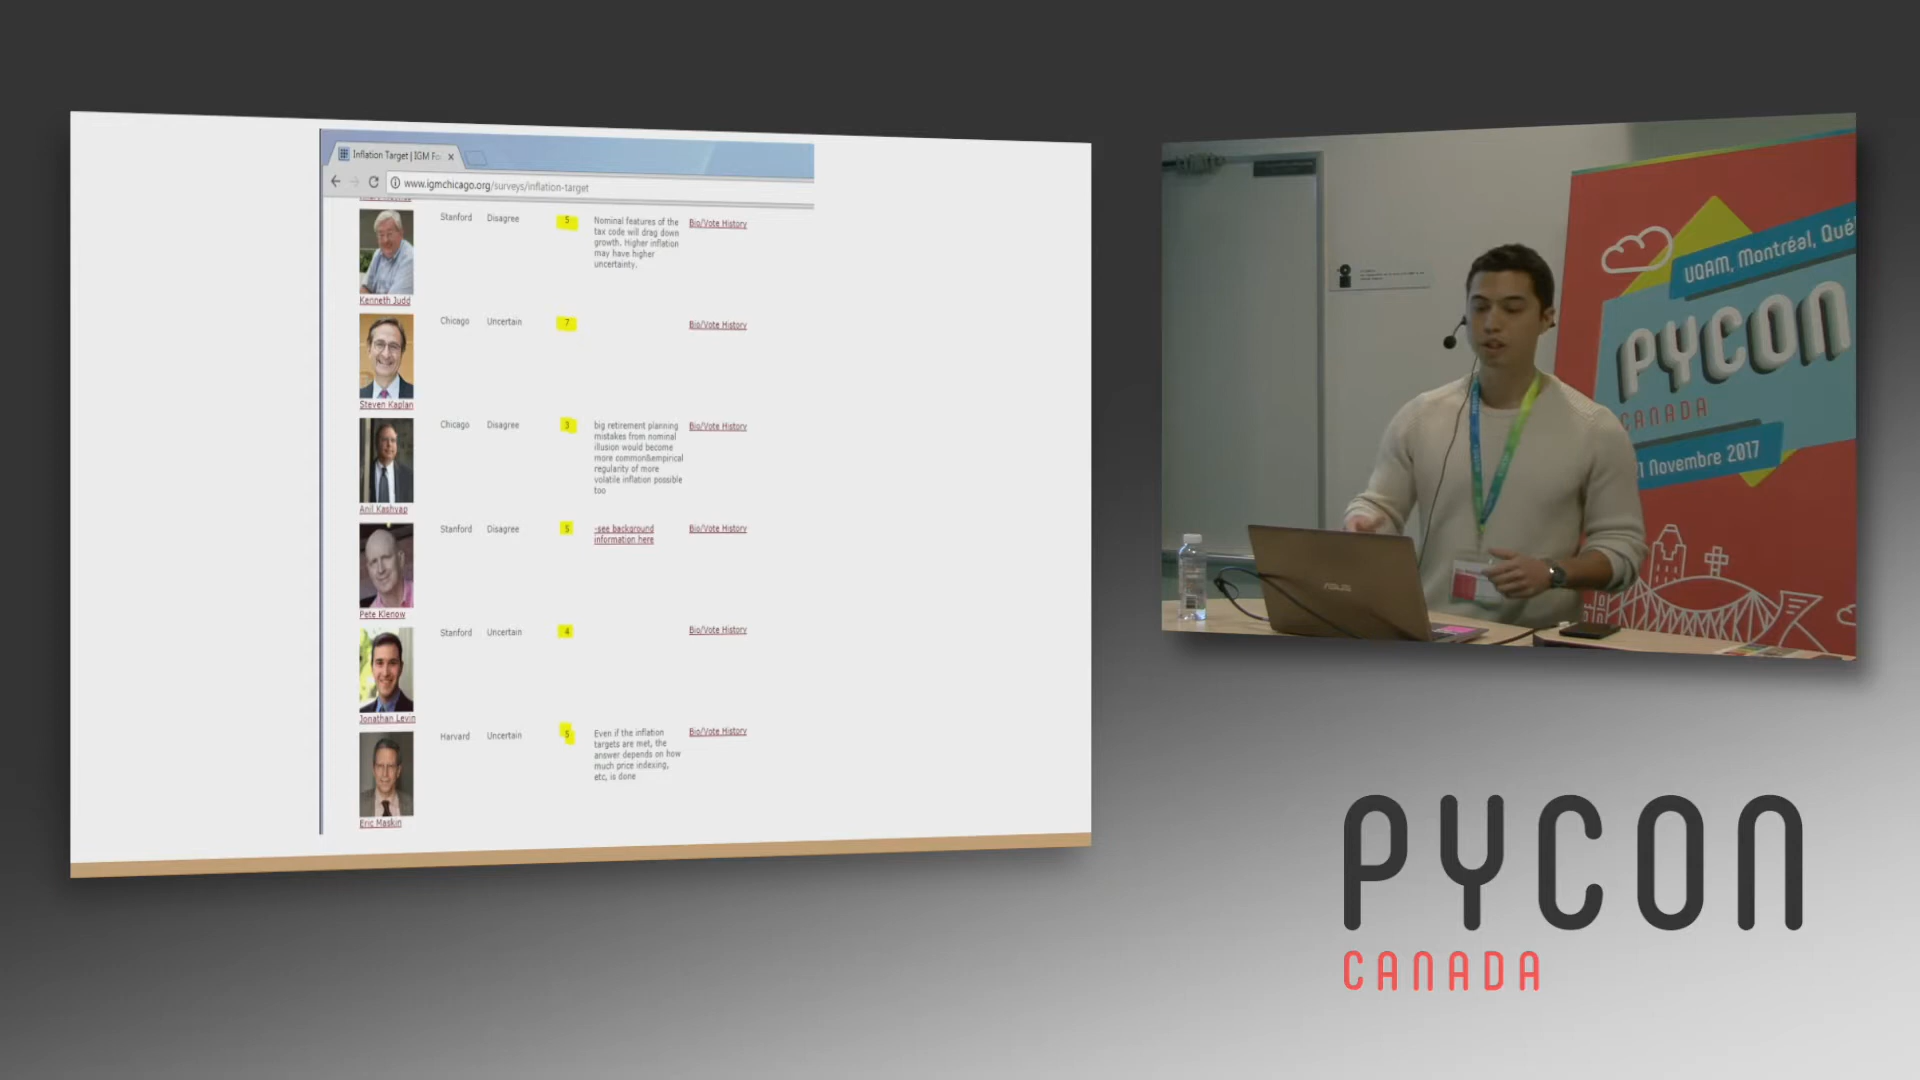 Inflation Target | IGM Fo
www.igmchicago.org/surveys/inflation-target
Stanford Disagree 5 Nominal features of the Bio/Vote History
tax code will drag down
growth. Higher inflation
may have higher
uncertainty.
Kenneth Judd
Chicago Uncertain 7 Bio/Vote History
Steven Kaplan
Chicago Disagree 3 big retirement planning Bio/Vote History
mistakes from nominal
illusion would become
more common&empirical
regularity of more
volatile inflation possible
too
Anil Kashyap
Stanford Disagree 5 -see background Bio/Vote History
information here
Pete Klenow
Stanford Uncertain 4 Bio/Vote History
Jonathan Levin
Harvard Uncertain 5 Even if the inflation Bio/Vote History
targets are met, the
answer depends on how
much price indexing,
etc, is done
Eric Maskin
UQAM, Montréal, Qué
PYCON
CANADA
1 Novembre 2017
ASUS
PYCON
CANADA